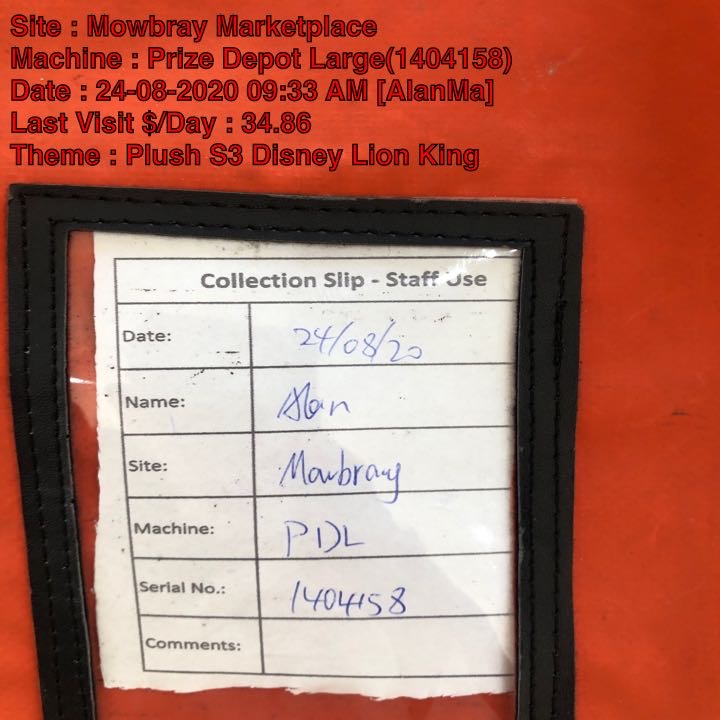 Site : Mowbray Marketplace
Machine : Prize Depot Large(1404158)
Date : 24-08-2020 09:33 AM [AlanMa]
Last Visit $/Day : 34.86
Theme : Plush S3 Disney Lion King
Collection Slip - Staff Use
Date: 24/08/20
Name: Alan
Site: Mowbray
Machine: PDL
Serial No.: 1404158
Comments: